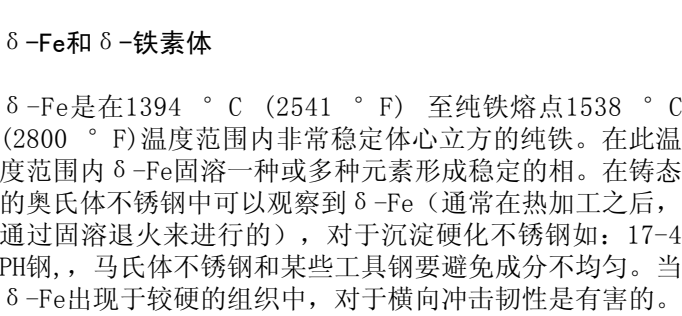 δ-Fe和δ-铁素体
δ-Fe是在1394 °C (2541 °F) 至纯铁熔点1538 °C
(2800 °F)温度范围内非常稳定体心立方的纯铁。在此温
度范围内δ-Fe固溶一种或多种元素形成稳定的相。在铸态
的奥氏体不锈钢中可以观察到δ-Fe（通常在热加工之后，
通过固溶退火来进行的），对于沉淀硬化不锈钢如：17-4
PH钢,，马氏体不锈钢和某些工具钢要避免成分不均匀。当
δ-Fe出现于较硬的组织中，对于横向冲击韧性是有害的。